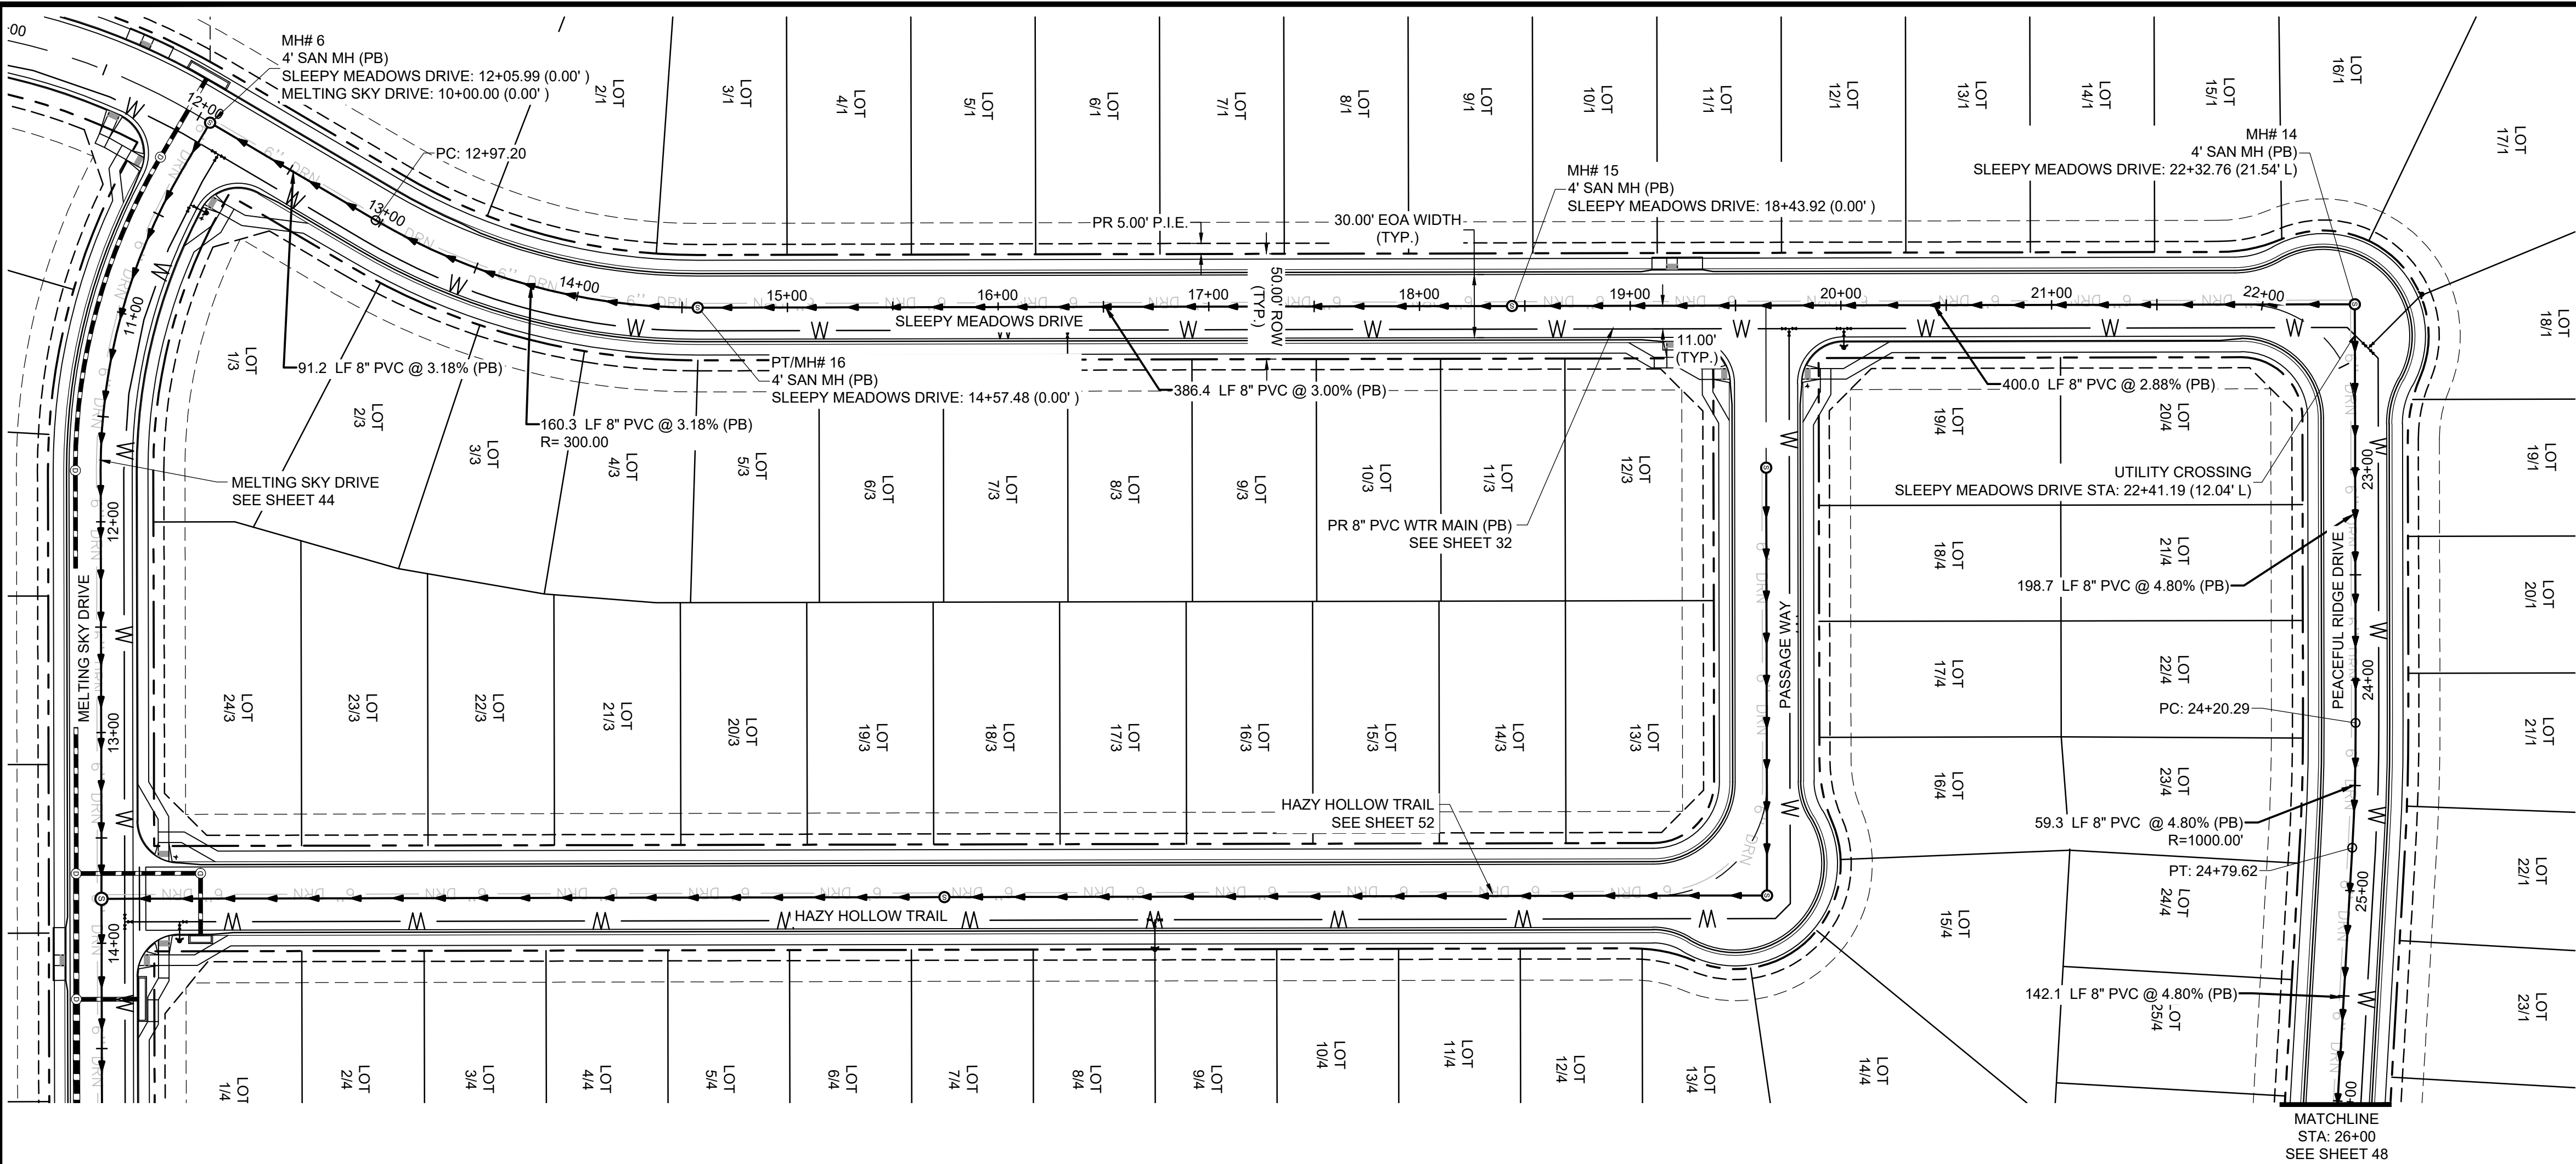 MH# 6
4' SAN MH (PB)
SLEEPY MEADOWS DRIVE: 12+05.99 (0.00' )
MELTING SKY DRIVE: 10+00.00 (0.00' )
PC: 12+97.20
MH# 15
4' SAN MH (PB)
SLEEPY MEADOWS DRIVE: 18+43.92 (0.00' )
MH# 14
4' SAN MH (PB)
SLEEPY MEADOWS DRIVE: 22+32.76 (21.54' L)
PR 5.00' P.I.E.
30.00' EOA WIDTH
(TYP.)
50.00' ROW
(TYP.)
11.00'
(TYP.)
12+00
13+00
14+00
15+00
16+00
17+00
18+00
19+00
20+00
21+00
22+00
SLEEPY MEADOWS DRIVE
PT/MH# 16
4' SAN MH (PB)
SLEEPY MEADOWS DRIVE: 14+57.48 (0.00' )
91.2 LF 8" PVC @ 3.18% (PB)
160.3 LF 8" PVC @ 3.18% (PB)
R= 300.00
386.4 LF 8" PVC @ 3.00% (PB)
400.0 LF 8" PVC @ 2.88% (PB)
MELTING SKY DRIVE
SEE SHEET 44
UTILITY CROSSING
SLEEPY MEADOWS DRIVE STA: 22+41.19 (12.04' L)
PR 8" PVC WTR MAIN (PB)
SEE SHEET 32
198.7 LF 8" PVC @ 4.80% (PB)
PC: 24+20.29
59.3 LF 8" PVC @ 4.80% (PB)
R=1000.00'
PT: 24+79.62
142.1 LF 8" PVC @ 4.80% (PB)
HAZY HOLLOW TRAIL
SEE SHEET 52
HAZY HOLLOW TRAIL
MELTING SKY DRIVE
PASSAGE WAY
PEACEFUL RIDGE DRIVE
11+00
12+00
13+00
14+00
23+00
24+00
25+00
LOT
2/1
LOT
3/1
LOT
4/1
LOT
5/1
LOT
6/1
LOT
7/1
LOT
8/1
LOT
9/1
LOT
10/1
LOT
11/1
LOT
12/1
LOT
13/1
LOT
14/1
LOT
15/1
LOT
16/1
LOT
17/1
LOT
18/1
LOT
19/1
LOT
20/1
LOT
21/1
LOT
22/1
LOT
23/1
LOT
1/3
LOT
2/3
LOT
3/3
LOT
4/3
LOT
5/3
LOT
6/3
LOT
7/3
LOT
8/3
LOT
9/3
LOT
10/3
LOT
11/3
LOT
12/3
LOT
24/3
LOT
23/3
LOT
22/3
LOT
21/3
LOT
20/3
LOT
19/3
LOT
18/3
LOT
17/3
LOT
16/3
LOT
15/3
LOT
14/3
LOT
13/3
LOT
19/4
LOT
20/4
LOT
18/4
LOT
21/4
LOT
17/4
LOT
22/4
LOT
16/4
LOT
23/4
LOT
15/4
LOT
24/4
LOT
25/4
LOT
1/4
LOT
2/4
LOT
3/4
LOT
4/4
LOT
5/4
LOT
6/4
LOT
7/4
LOT
8/4
LOT
9/4
LOT
10/4
LOT
11/4
LOT
12/4
LOT
13/4
LOT
14/4
MATCHLINE
STA: 26+00
SEE SHEET 48